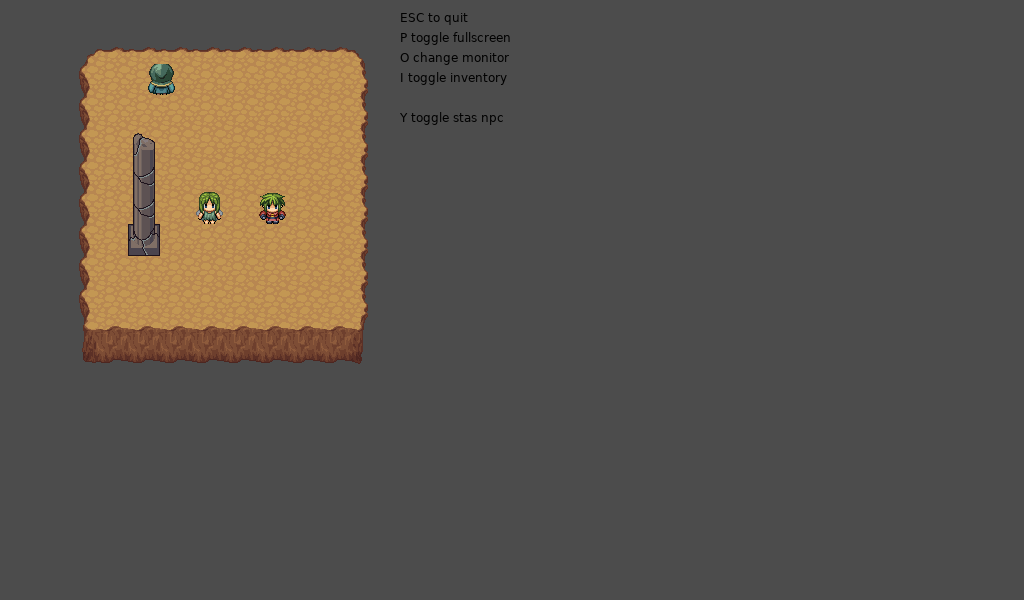 ESC to quit
P toggle fullscreen
O change monitor
I toggle inventory
Y toggle stas npc